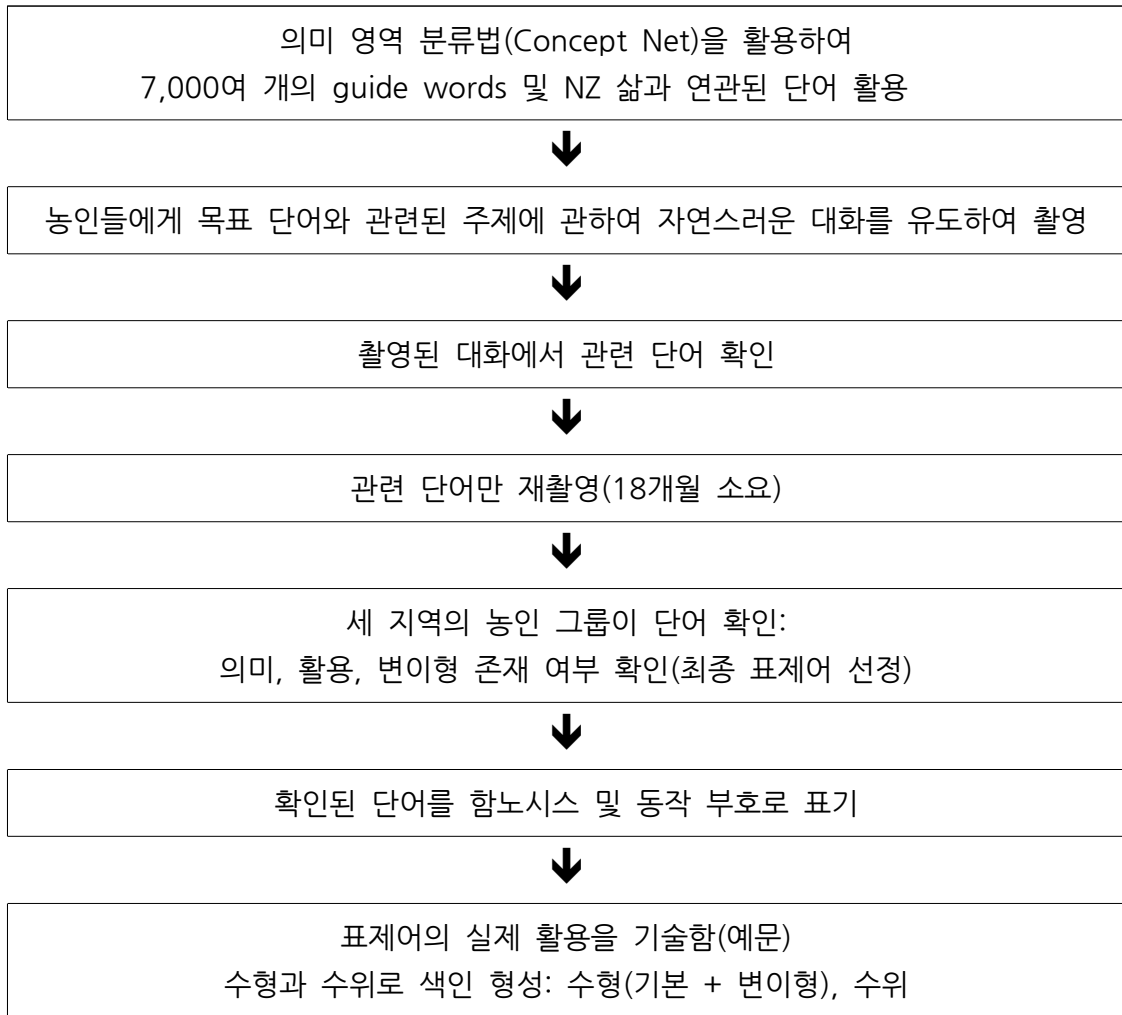 의미 영역 분류법(Concept Net)을 활용하여
7,000여 개의 guide words 및 NZ 삶과 연관된 단어 활용
농인들에게 목표 단어와 관련된 주제에 관하여 자연스러운 대화를 유도하여 촬영
촬영된 대화에서 관련 단어 확인
관련 단어만 재촬영(18개월 소요)
세 지역의 농인 그룹이 단어 확인:
의미, 활용, 변이형 존재 여부 확인(최종 표제어 선정)
확인된 단어를 함노시스 및 동작 부호로 표기
표제어의 실제 활용을 기술함(예문)
수형과 수위로 색인 형성: 수형(기본 + 변이형), 수위